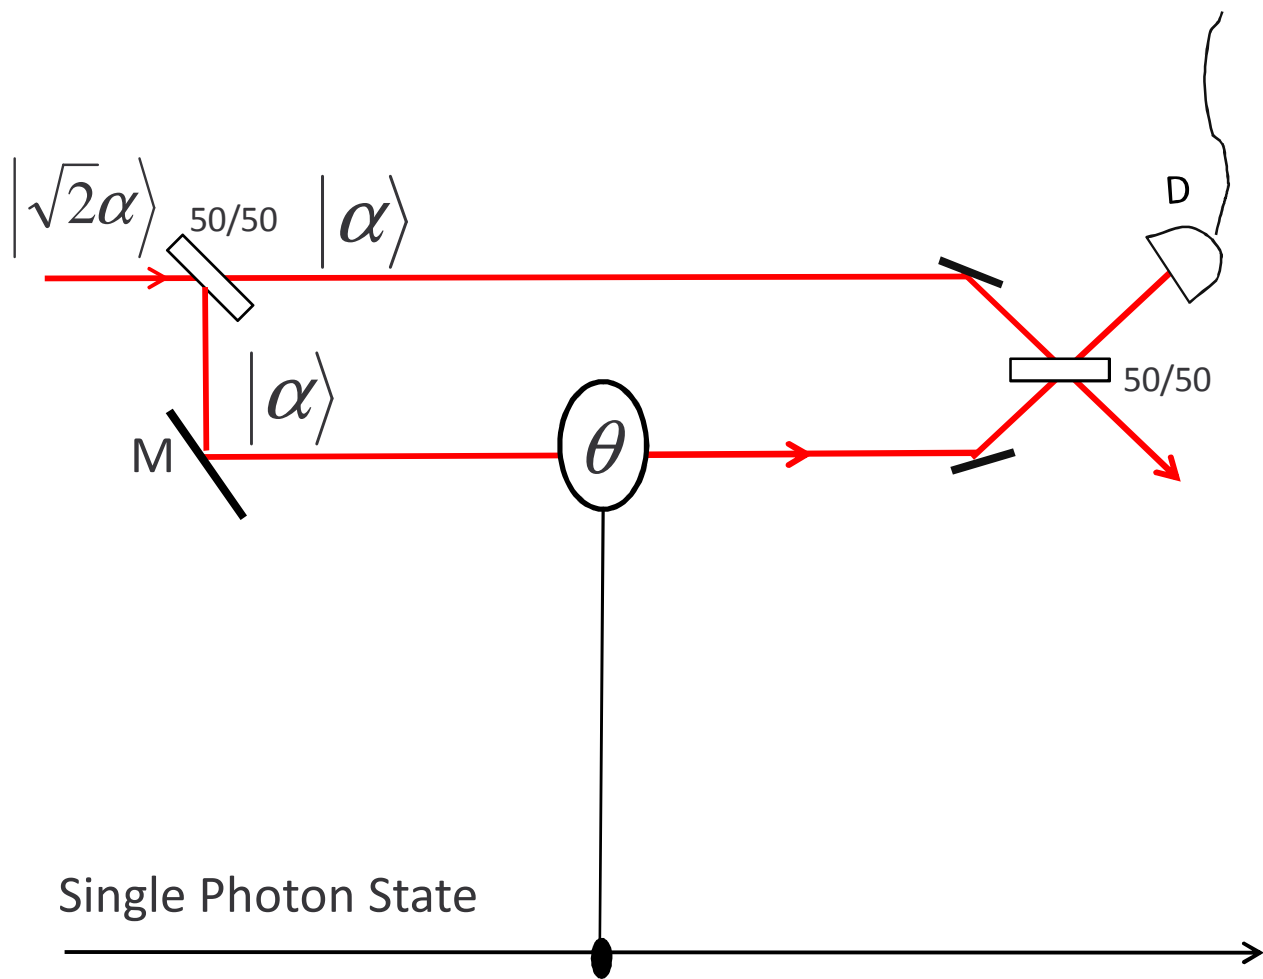 |√2α⟩
50/50
|α⟩
D
|α⟩
50/50
M
θ
Single Photon State